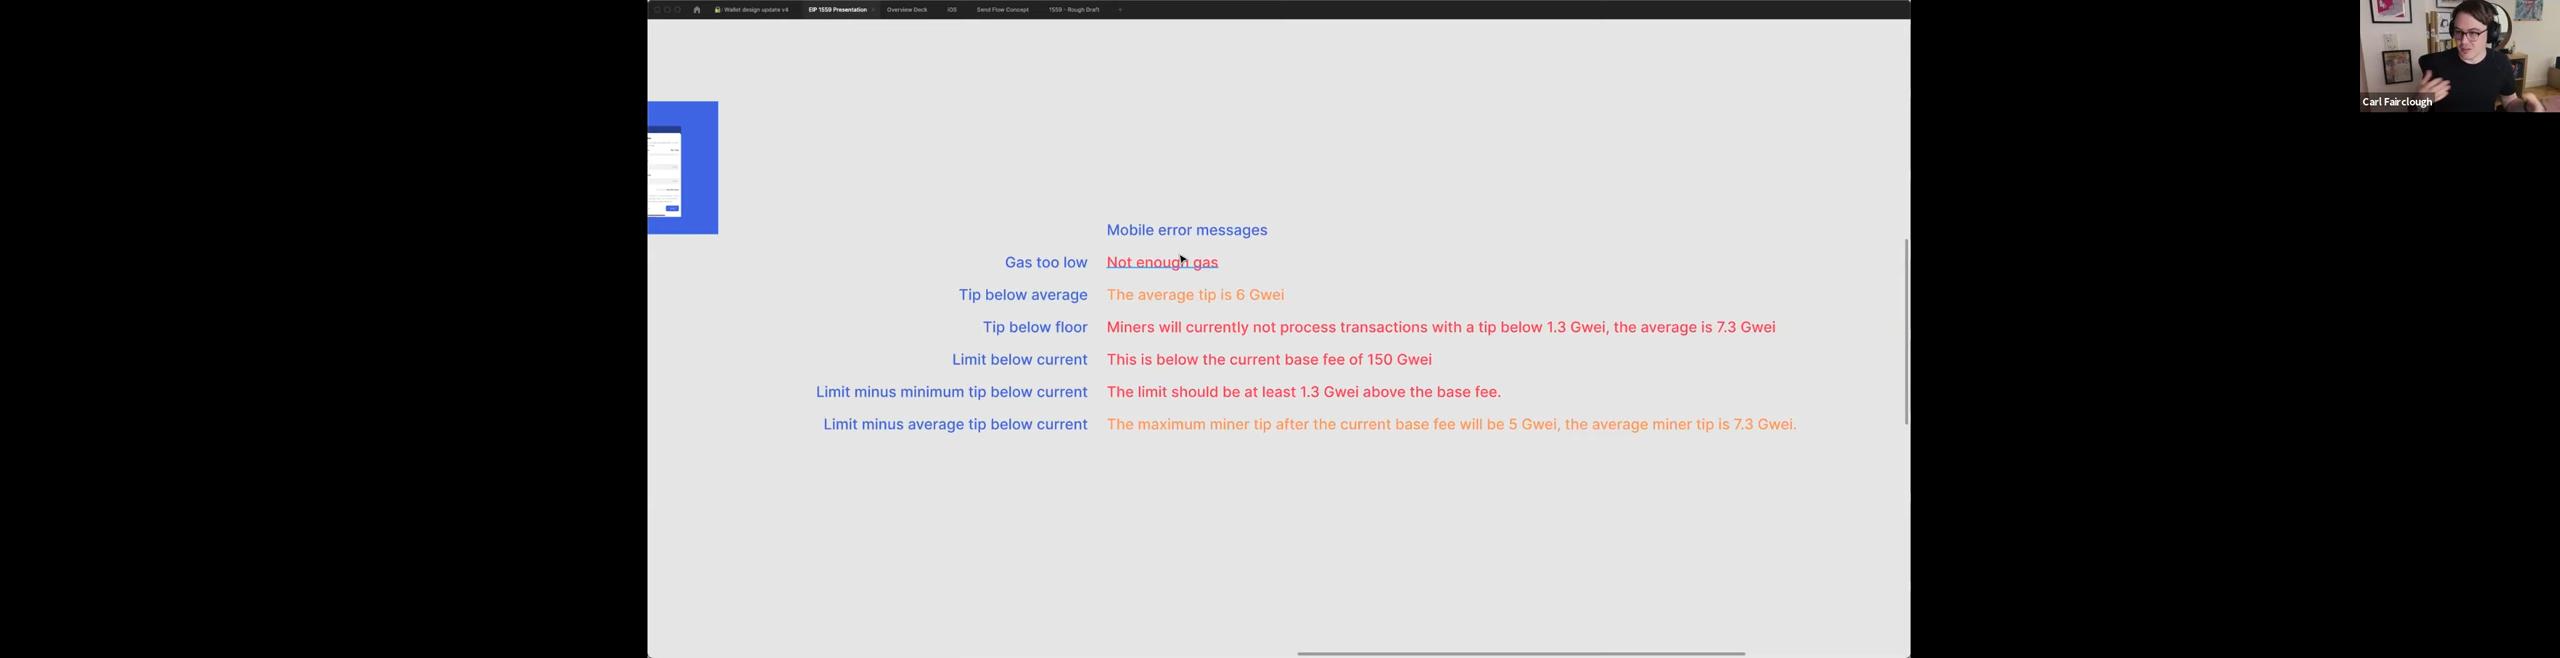 Wallet design update v4
EIP 1559 Presentation
Overview Deck
iOS
Send Flow Concept
1559 - Rough Draft
Carl Fairclough
Mobile error messages
Gas too low Not enough gas
Tip below average The average tip is 6 Gwei
Tip below floor Miners will currently not process transactions with a tip below 1.3 Gwei, the average is 7.3 Gwei
Limit below current This is below the current base fee of 150 Gwei
Limit minus minimum tip below current The limit should be at least 1.3 Gwei above the base fee.
Limit minus average tip below current The maximum miner tip after the current base fee will be 5 Gwei, the average miner tip is 7.3 Gwei.